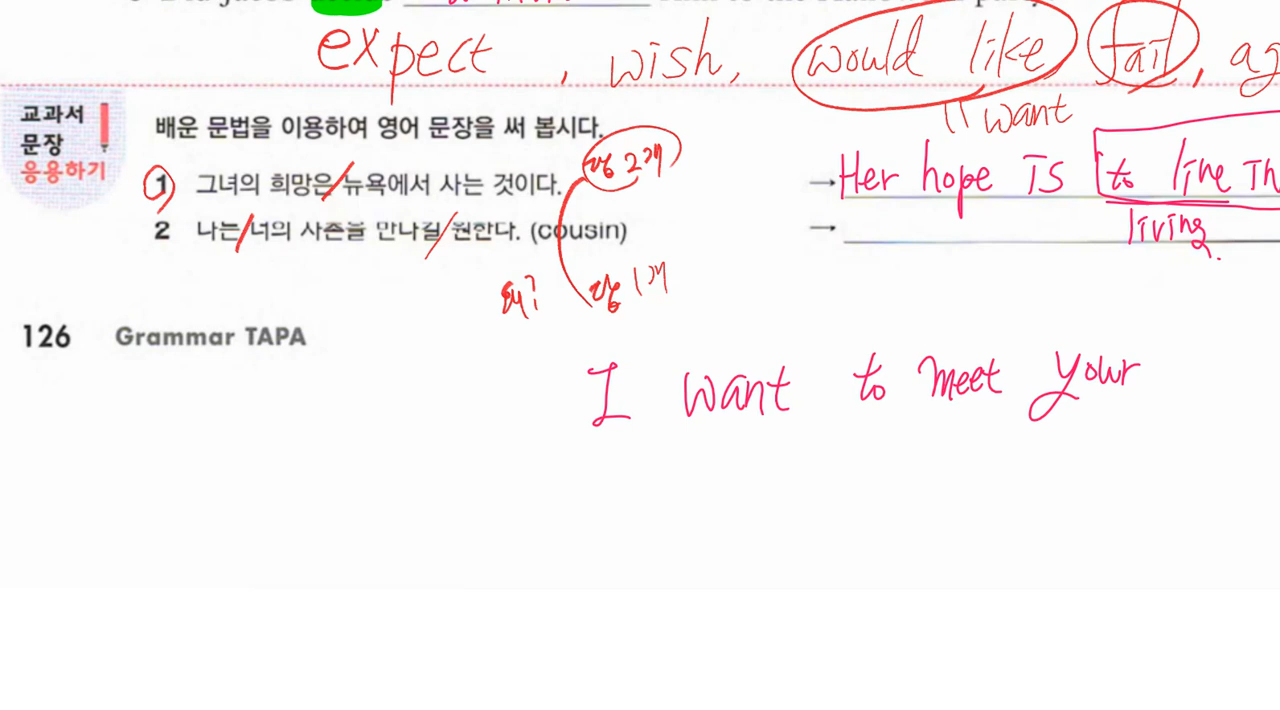 expect, wish, would like, fail,
" want
교과서
문장
응용하기
배운 문법을 이용하여 영어 문장을 써 봅시다.
1 그녀의 희망은 뉴욕에서 사는 것이다.
답 2개
→ Her hope is to live in
living.
2 나는 너의 사촌을 만나길 원한다. (cousin)
→
왜? 답 1개
126 Grammar TAPA
I want to meet your